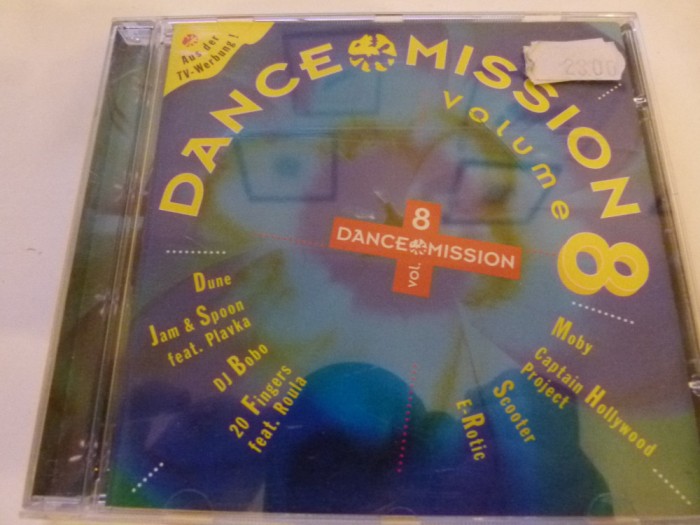 Aus der
TV-Werbung!
DANCE MISSION
VOLUME 8
8
DANCE MISSION
VOL.
Dune
Jam & Spoon
feat. Plavka
DJ Bobo
20 Fingers
feat. Roula
Moby
Captain Hollywood
Project
Scooter
E-Rotic